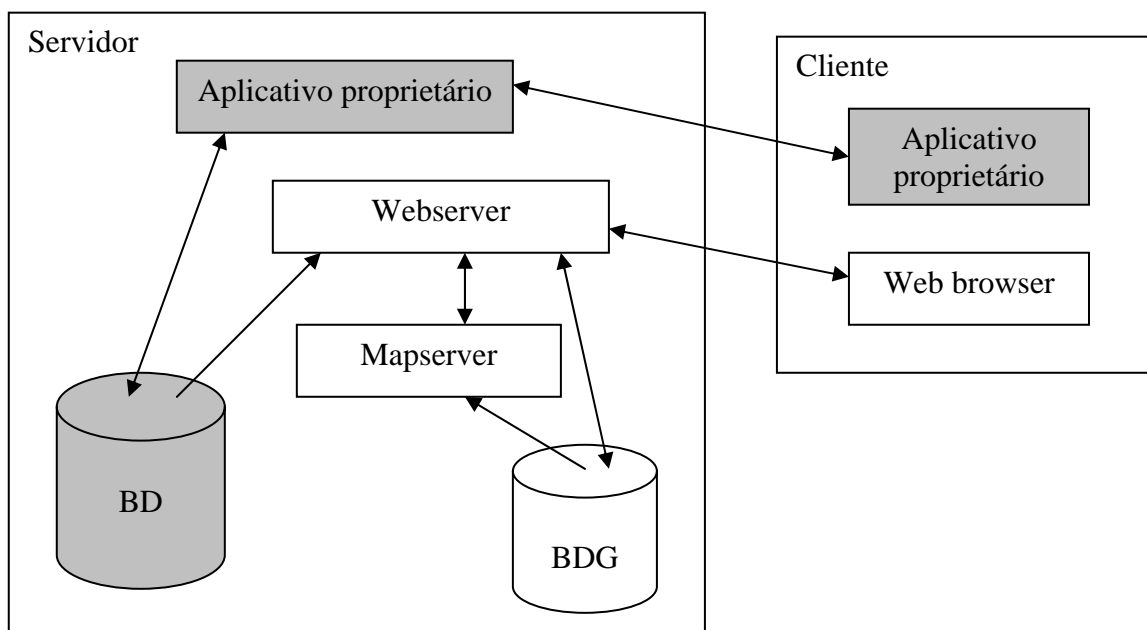 Servidor
Aplicativo proprietário
Webserver
Mapserver
BD
BDG
Cliente
Aplicativo
proprietário
Web browser